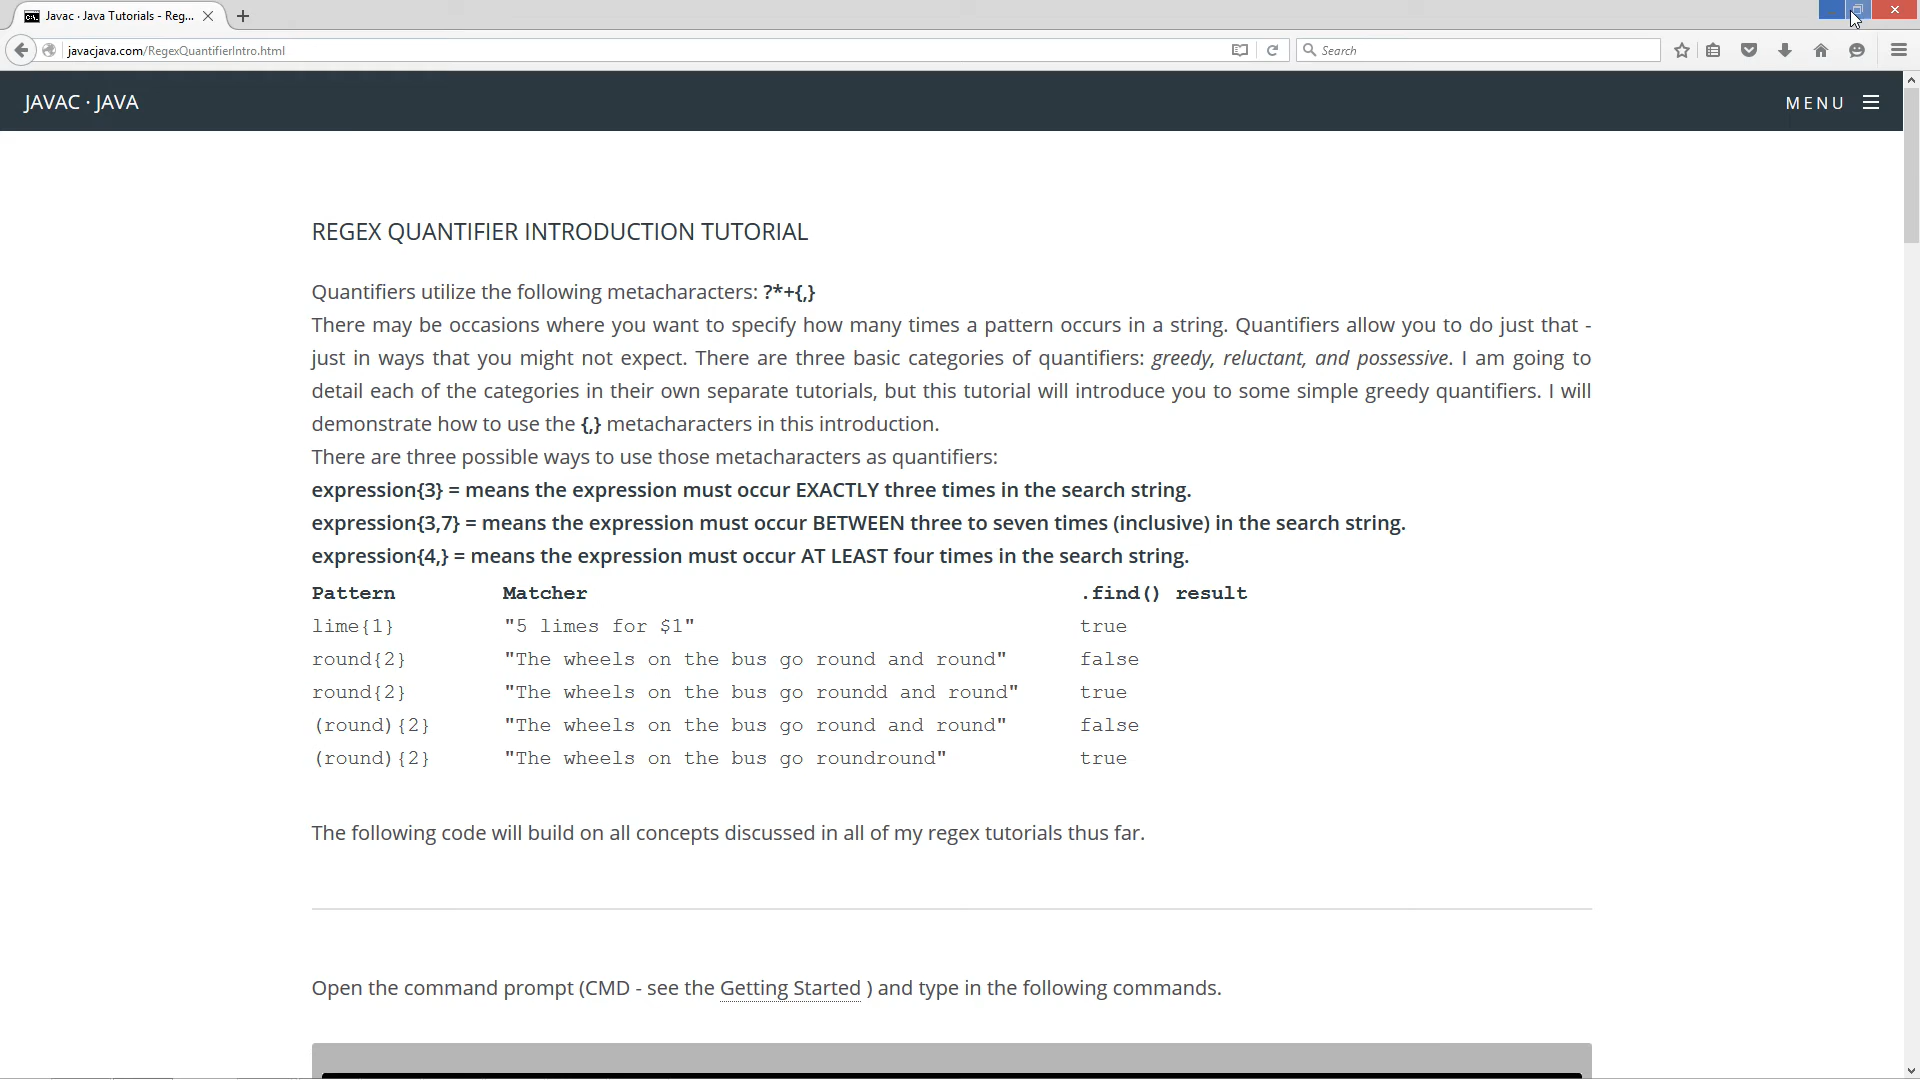 Javac · Java Tutorials - Reg...
javacjava.com/RegexQuantifierIntro.html
Search
JAVAC · JAVA
MENU
REGEX QUANTIFIER INTRODUCTION TUTORIAL
Quantifiers utilize the following metacharacters: ?*+{,}
There may be occasions where you want to specify how many times a pattern occurs in a string. Quantifiers allow you to do just that -
just in ways that you might not expect. There are three basic categories of quantifiers: greedy, reluctant, and possessive. I am going to
detail each of the categories in their own separate tutorials, but this tutorial will introduce you to some simple greedy quantifiers. I will
demonstrate how to use the {,} metacharacters in this introduction.
There are three possible ways to use those metacharacters as quantifiers:
expression{3} = means the expression must occur EXACTLY three times in the search string.
expression{3,7} = means the expression must occur BETWEEN three to seven times (inclusive) in the search string.
expression{4,} = means the expression must occur AT LEAST four times in the search string.
Pattern Matcher .find() result
lime{1} "5 limes for $1" true
round{2} "The wheels on the bus go round and round" false
round{2} "The wheels on the bus go roundd and round" true
(round){2} "The wheels on the bus go round and round" false
(round){2} "The wheels on the bus go roundround" true
The following code will build on all concepts discussed in all of my regex tutorials thus far.
Open the command prompt (CMD - see the Getting Started ) and type in the following commands.